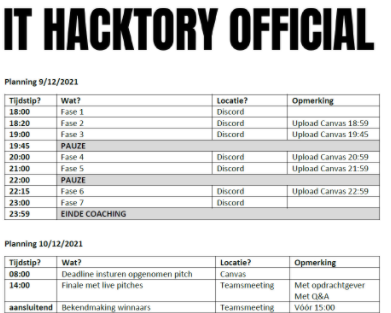 IT HACKTORY OFFICIAL
Planning 9/12/2021
Tijdstip? Wat? Locatie? Opmerking
18:00 Fase 1 Discord
18:20 Fase 2 Discord Upload Canvas 18:59
19:00 Fase 3 Discord Upload Canvas 19:45
19:45 PAUZE
20:00 Fase 4 Discord Upload Canvas 20:59
21:00 Fase 5 Discord Upload Canvas 21:59
22:00 PAUZE
22:15 Fase 6 Discord Upload Canvas 22:59
23:00 Fase 7 Discord
23:59 EINDE COACHING
Planning 10/12/2021
Tijdstip? Wat? Locatie? Opmerking
08:00 Deadline insturen opgenomen pitch Canvas
14:00 Finale met live pitches Teamsmeeting Met opdrachtgever
Met Q&A
aansluitend Bekendmaking winnaars Teamsmeeting Vóór 15:00